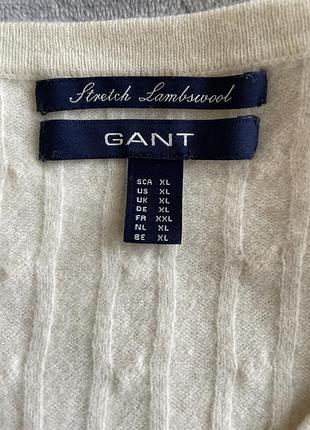 Stretch Lambswool
GANT
SCA XL
US XL
UK XL
DE XL
FR XXL
NL XL
BE XL